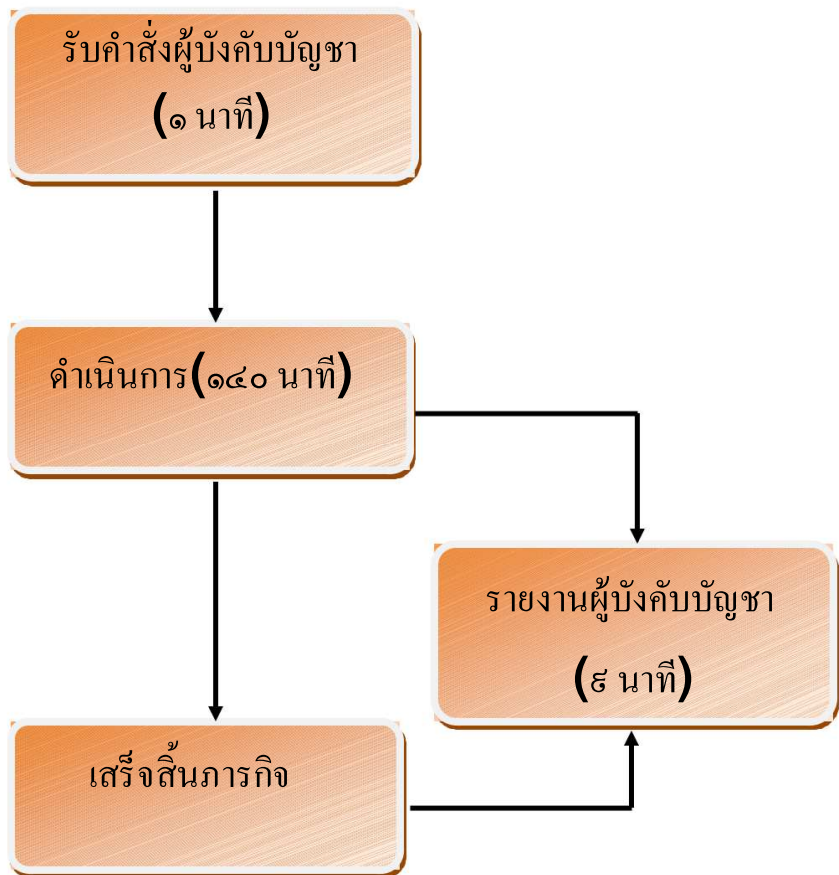 รับคำสั่งผู้บังคับบัญชา
(๑ นาที)
ดำเนินการ(๑๔๐ นาที)
รายงานผู้บังคับบัญชา
(๙ นาที)
เสร็จสิ้นภารกิจ